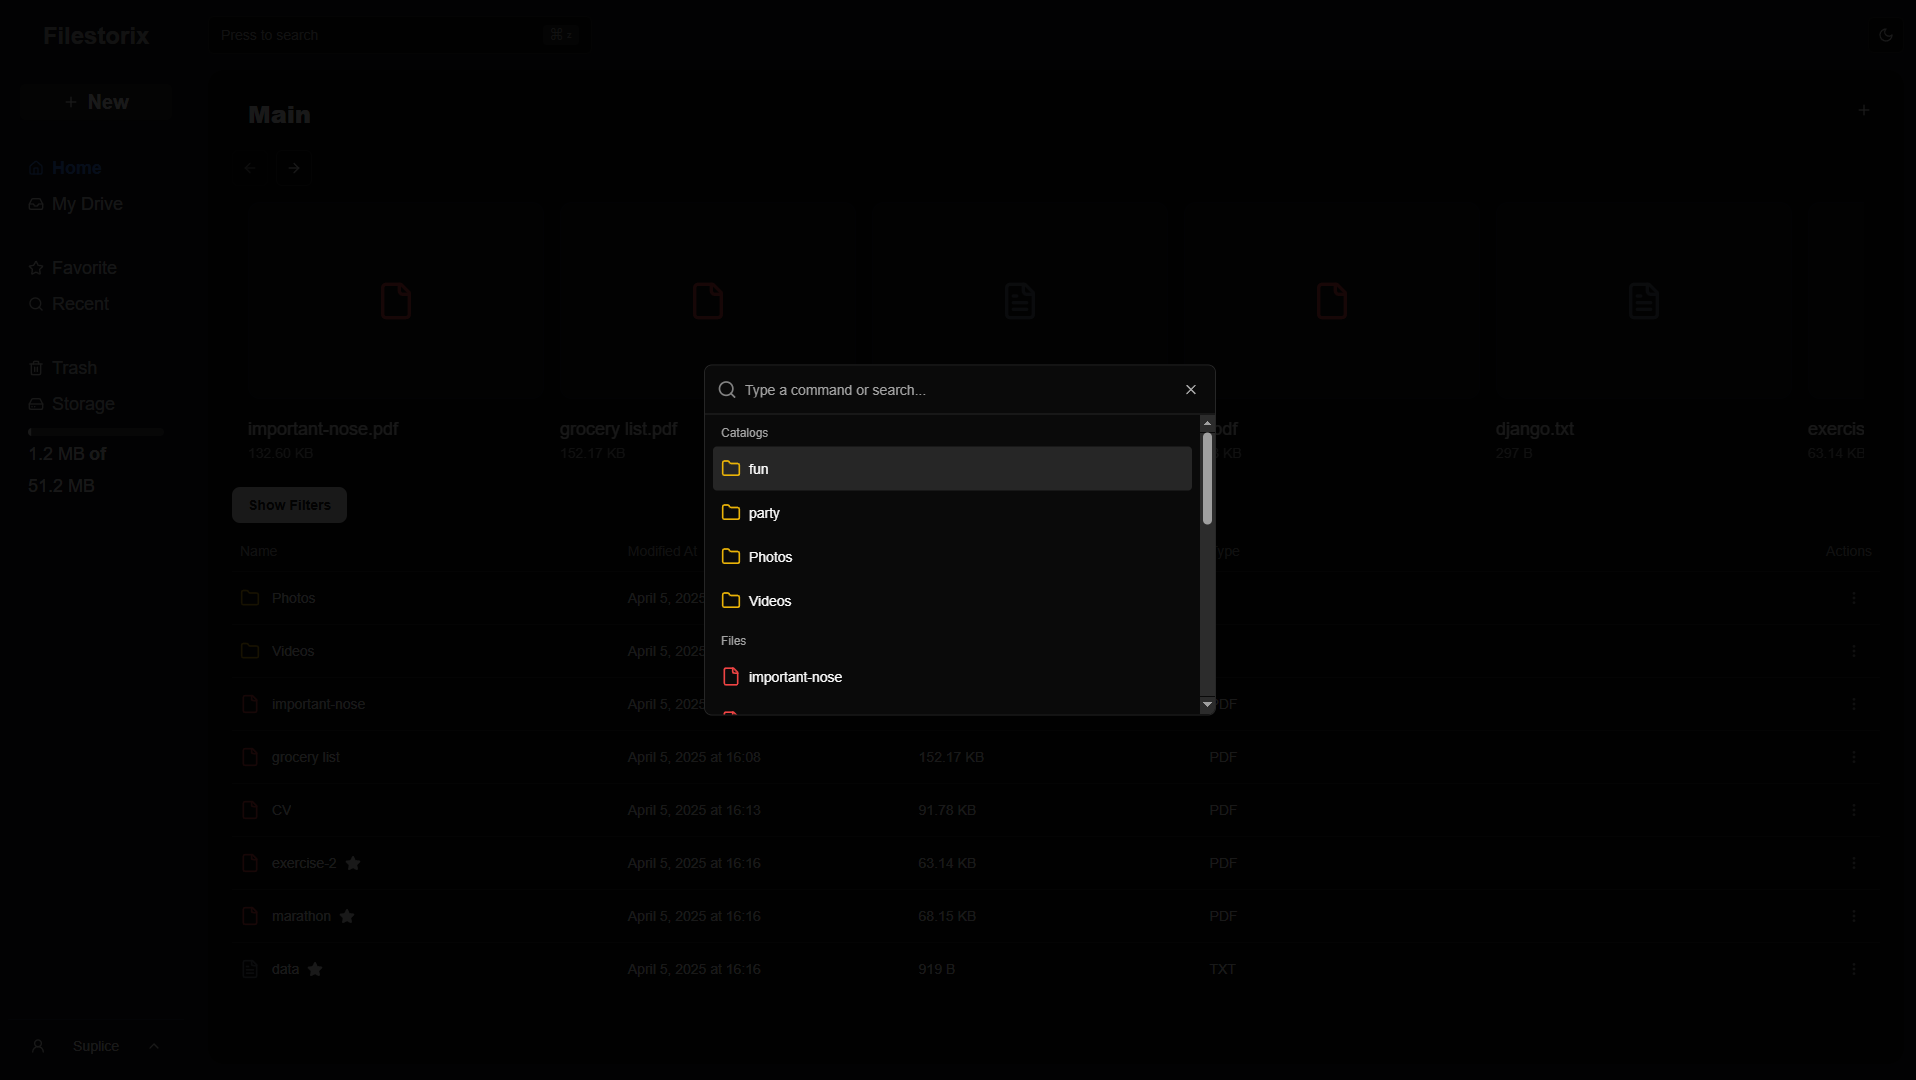 Filestorix
Press to search
⌘
New
Main
Home
My Drive
Favorite
Recent
Trash
Storage
1.2 MB of
51.2 MB
important-nose.pdf
132.60 KB
grocery list.pdf
152.17 KB
pdf
KB
django.txt
297 B
exercis
63.14 KB
Show Filters
Name Modified At ype Actions
Photos April 5, 2025
Videos April 5, 2025
important-nose April 5, 2025 PDF
grocery list April 5, 2025 at 16:08 152.17 KB PDF
CV April 5, 2025 at 16:13 91.78 KB PDF
exercise-2 April 5, 2025 at 16:16 63.14 KB PDF
marathon April 5, 2025 at 16:16 68.15 KB PDF
data April 5, 2025 at 16:16 919 B TXT
Suplice
Type a command or search...
Catalogs
fun
party
Photos
Videos
Files
important-nose